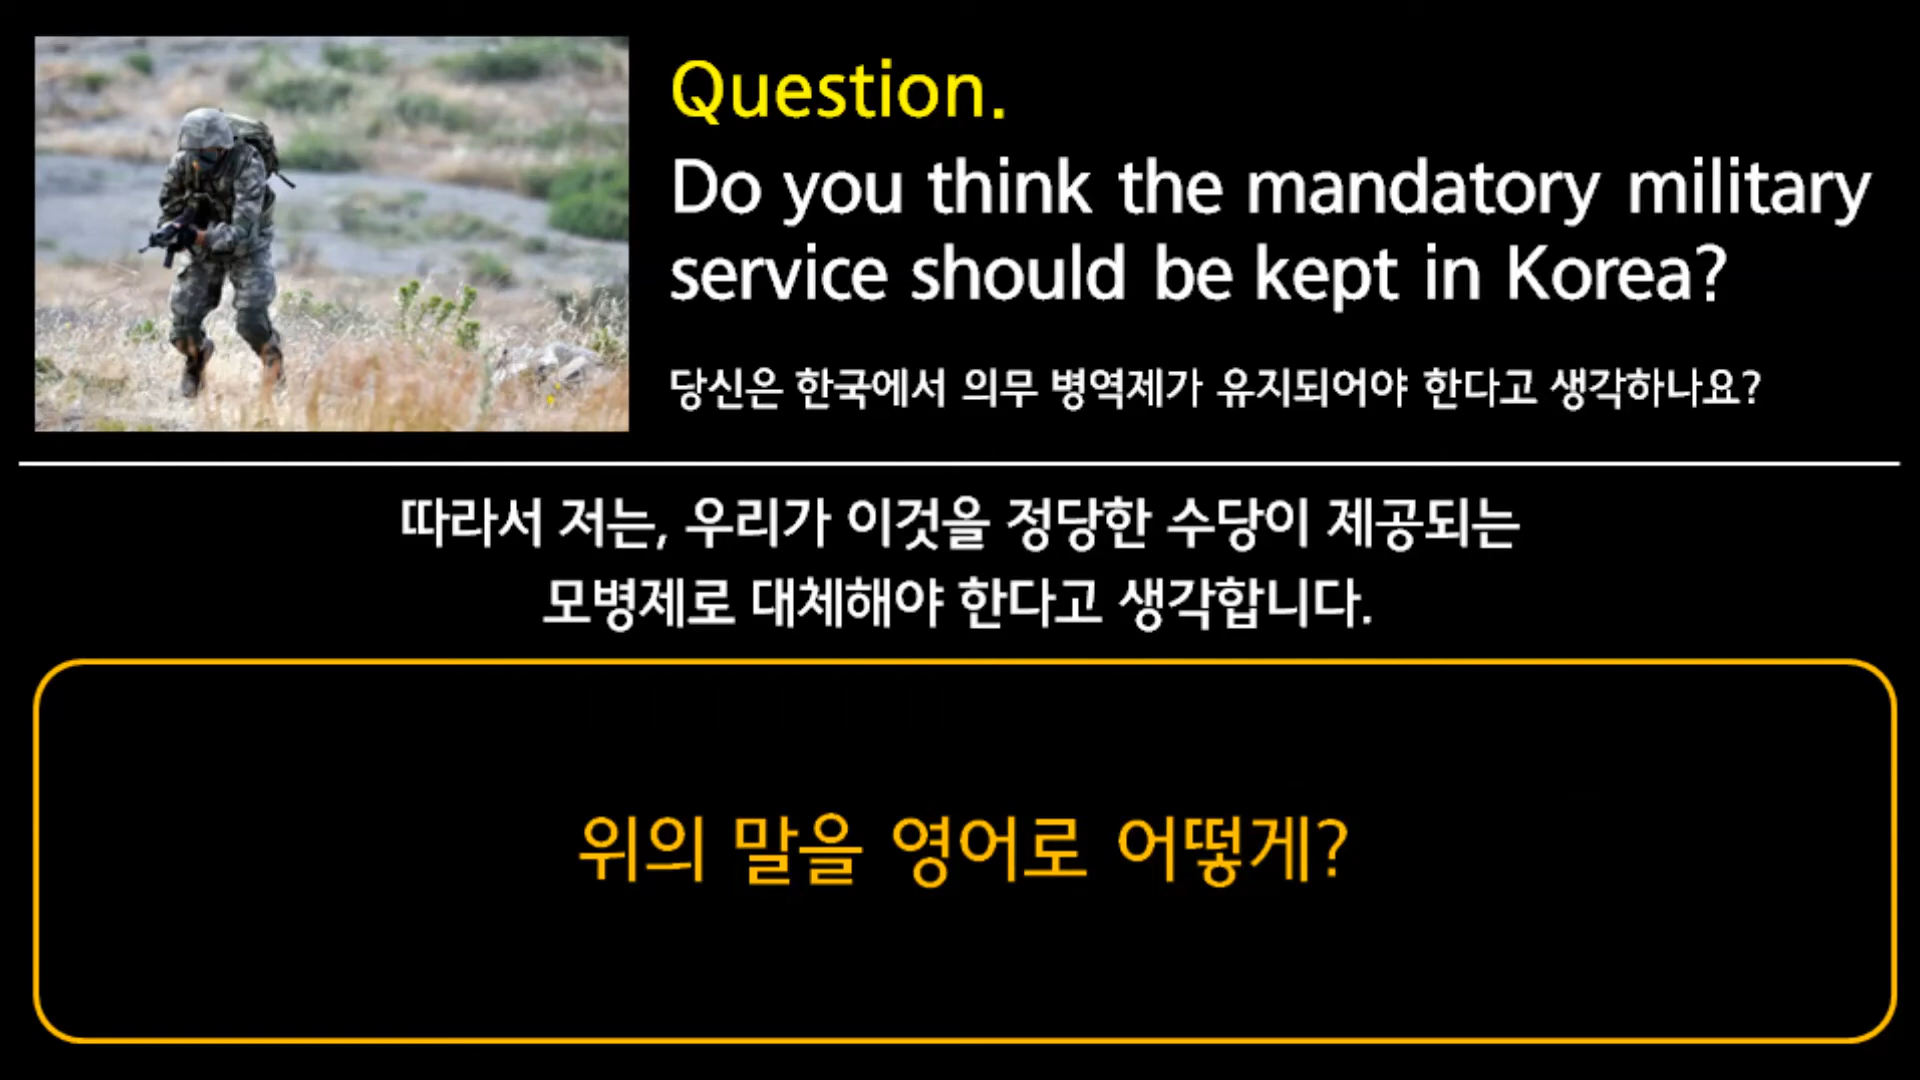 Question.
Do you think the mandatory military
service should be kept in Korea?
당신은 한국에서 의무 병역제가 유지되어야 한다고 생각하나요?
따라서 저는, 우리가 이것을 정당한 수당이 제공되는
모병제로 대체해야 한다고 생각합니다.
위의 말을 영어로 어떻게?